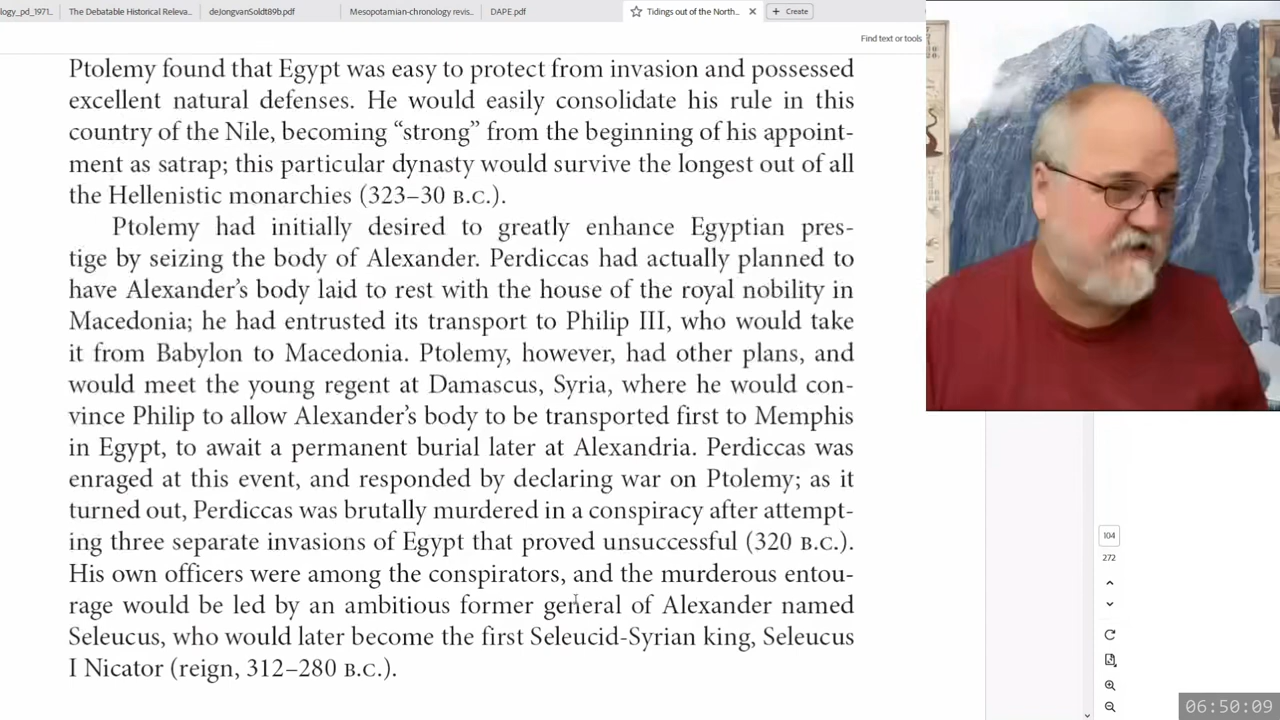 logy_pd_1971...
The Debatable Historical Releva...
deJongvanSoldt89b.pdf
Mesopotamian-chronology revis...
DAPE.pdf
Tidings out of the North...
Create
Find text or tools
Ptolemy found that Egypt was easy to protect from invasion and possessed
excellent natural defenses. He would easily consolidate his rule in this
country of the Nile, becoming “strong” from the beginning of his appoint-
ment as satrap; this particular dynasty would survive the longest out of all
the Hellenistic monarchies (323–30 B.C.).
Ptolemy had initially desired to greatly enhance Egyptian pres-
tige by seizing the body of Alexander. Perdiccas had actually planned to
have Alexander’s body laid to rest with the house of the royal nobility in
Macedonia; he had entrusted its transport to Philip III, who would take
it from Babylon to Macedonia. Ptolemy, however, had other plans, and
would meet the young regent at Damascus, Syria, where he would con-
vince Philip to allow Alexander’s body to be transported first to Memphis
in Egypt, to await a permanent burial later at Alexandria. Perdiccas was
enraged at this event, and responded by declaring war on Ptolemy; as it
turned out, Perdiccas was brutally murdered in a conspiracy after attempt-
ing three separate invasions of Egypt that proved unsuccessful (320 B.C.).
His own officers were among the conspirators, and the murderous entou-
rage would be led by an ambitious former general of Alexander named
Seleucus, who would later become the first Seleucid-Syrian king, Seleucus
I Nicator (reign, 312–280 B.C.).
104
272
06:50:09